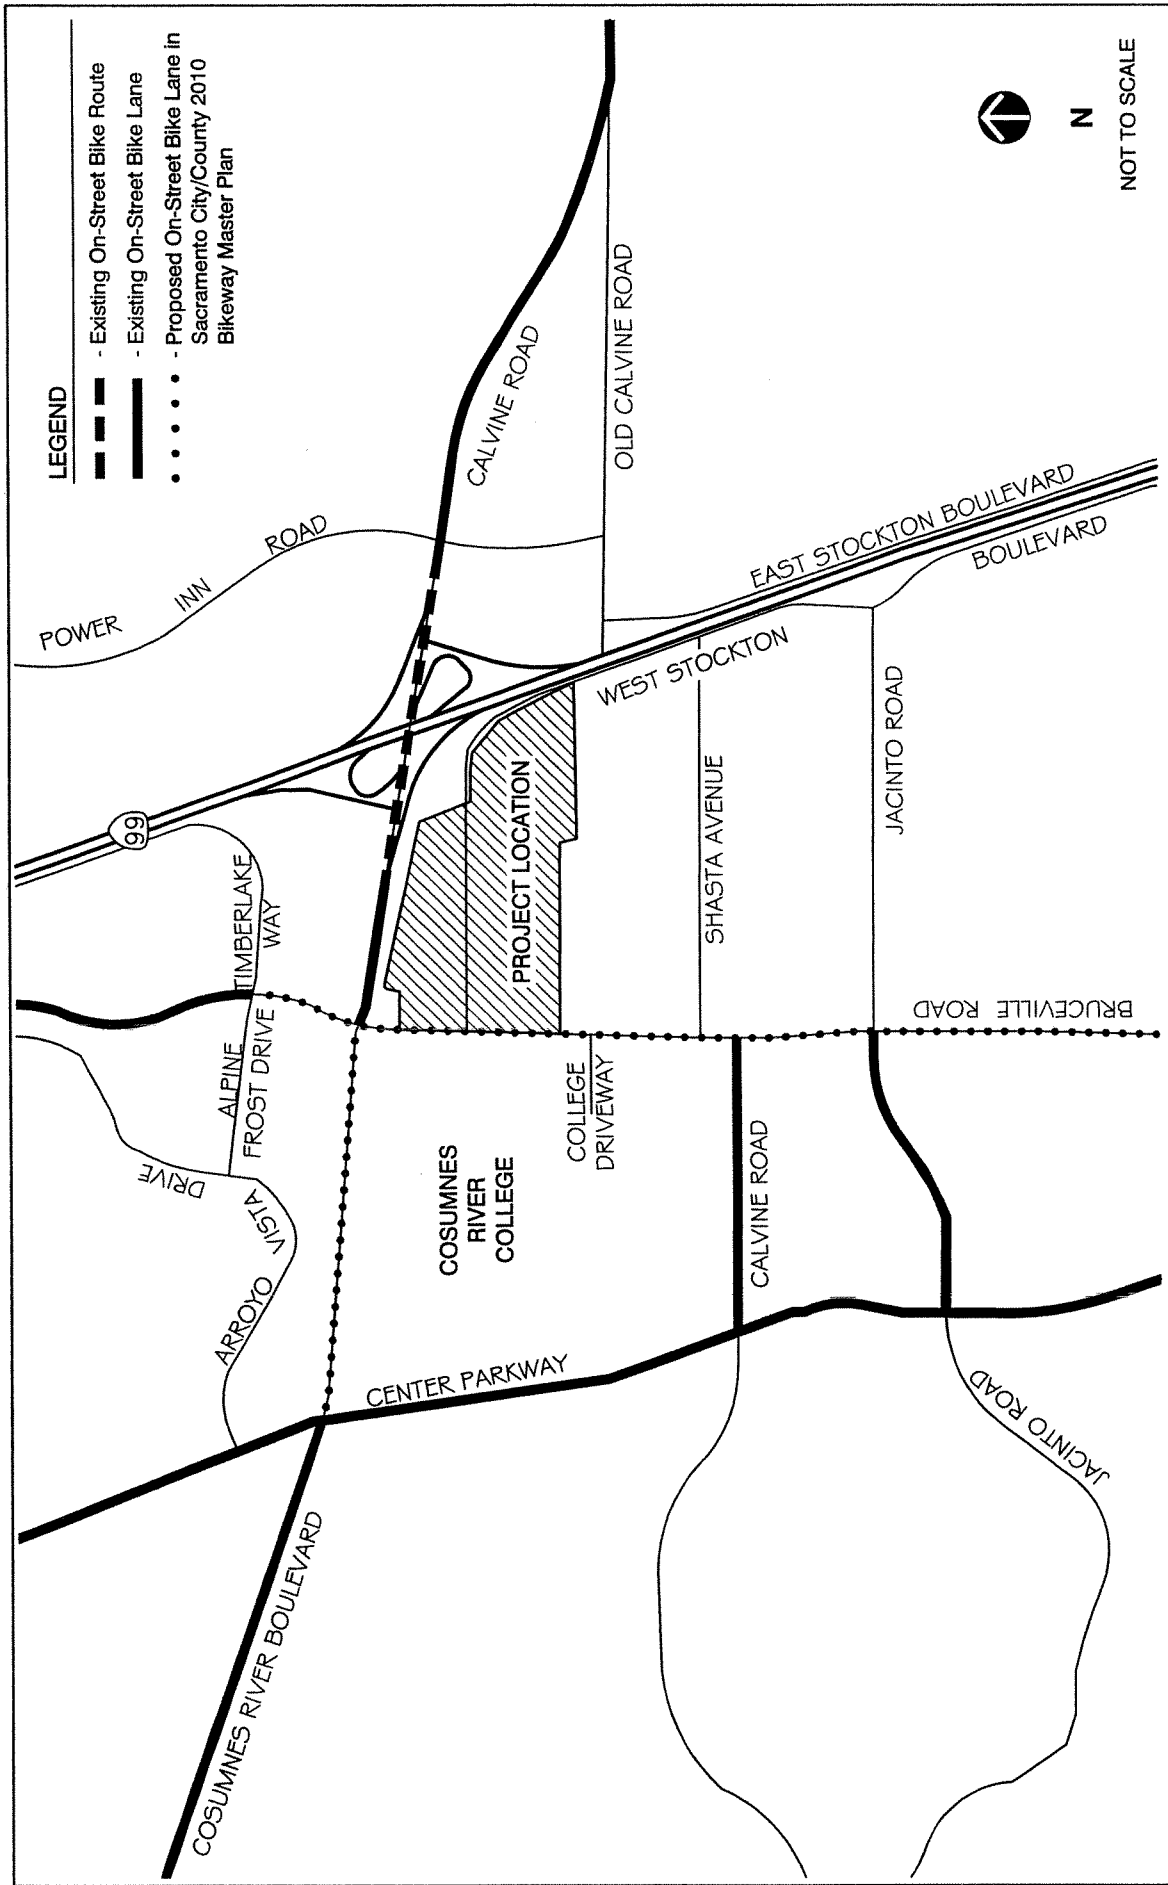 LEGEND
- Existing On-Street Bike Route
- Existing On-Street Bike Lane
- Proposed On-Street Bike Lane in
Sacramento City/County 2010
Bikeway Master Plan
POWER
INN
ROAD
99
TIMBERLAKE
WAY
ALPINE
FROST DRIVE
DRIVE
VISTA
ARROYO
COSUMNES RIVER BOULEVARD
CENTER PARKWAY
COSUMNES
RIVER
COLLEGE
COLLEGE
DRIVEWAY
PROJECT LOCATION
CALVINE ROAD
OLD CALVINE ROAD
EAST STOCKTON BOULEVARD
WEST STOCKTON
BOULEVARD
SHASTA AVENUE
JACINTO ROAD
BRUCEVILLE ROAD
CALVINE ROAD
JACINTO ROAD
N
NOT TO SCALE